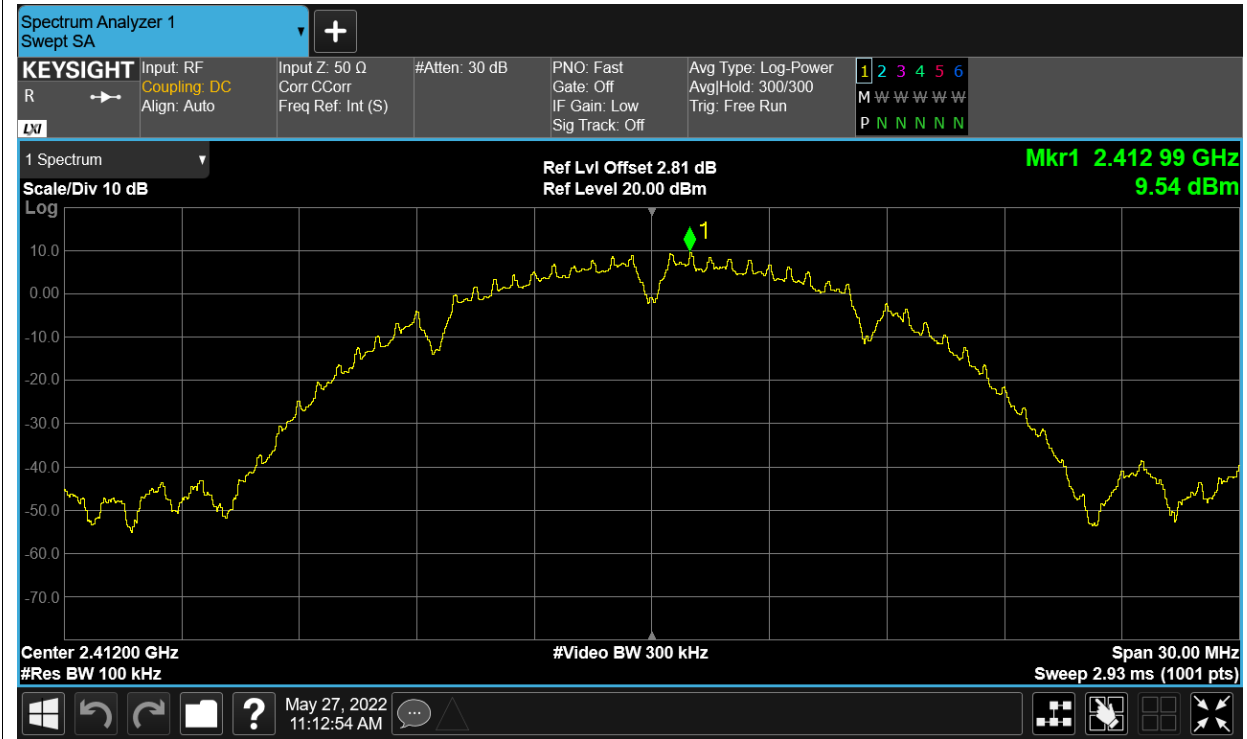 Spectrum Analyzer 1
Swept SA
KEYSIGHT
R
LXI
Input: RF
Coupling: DC
Align: Auto
Input Z: 50 Ω
Corr CCorr
Freq Ref: Int (S)
#Atten: 30 dB
PNO: Fast
Gate: Off
IF Gain: Low
Sig Track: Off
Avg Type: Log-Power
Avg|Hold: 300/300
Trig: Free Run
1 2 3 4 5 6
M W W W W W W
P N N N N N N
1 Spectrum
Scale/Div 10 dB
Log
Ref Lvl Offset 2.81 dB
Ref Level 20.00 dBm
Mkr1 2.412 99 GHz
9.54 dBm
1
10.0
0.00
-10.0
-20.0
-30.0
-40.0
-50.0
-60.0
-70.0
Center 2.41200 GHz
#Res BW 100 kHz
#Video BW 300 kHz
Span 30.00 MHz
Sweep 2.93 ms (1001 pts)
?
May 27, 2022
11:12:54 AM